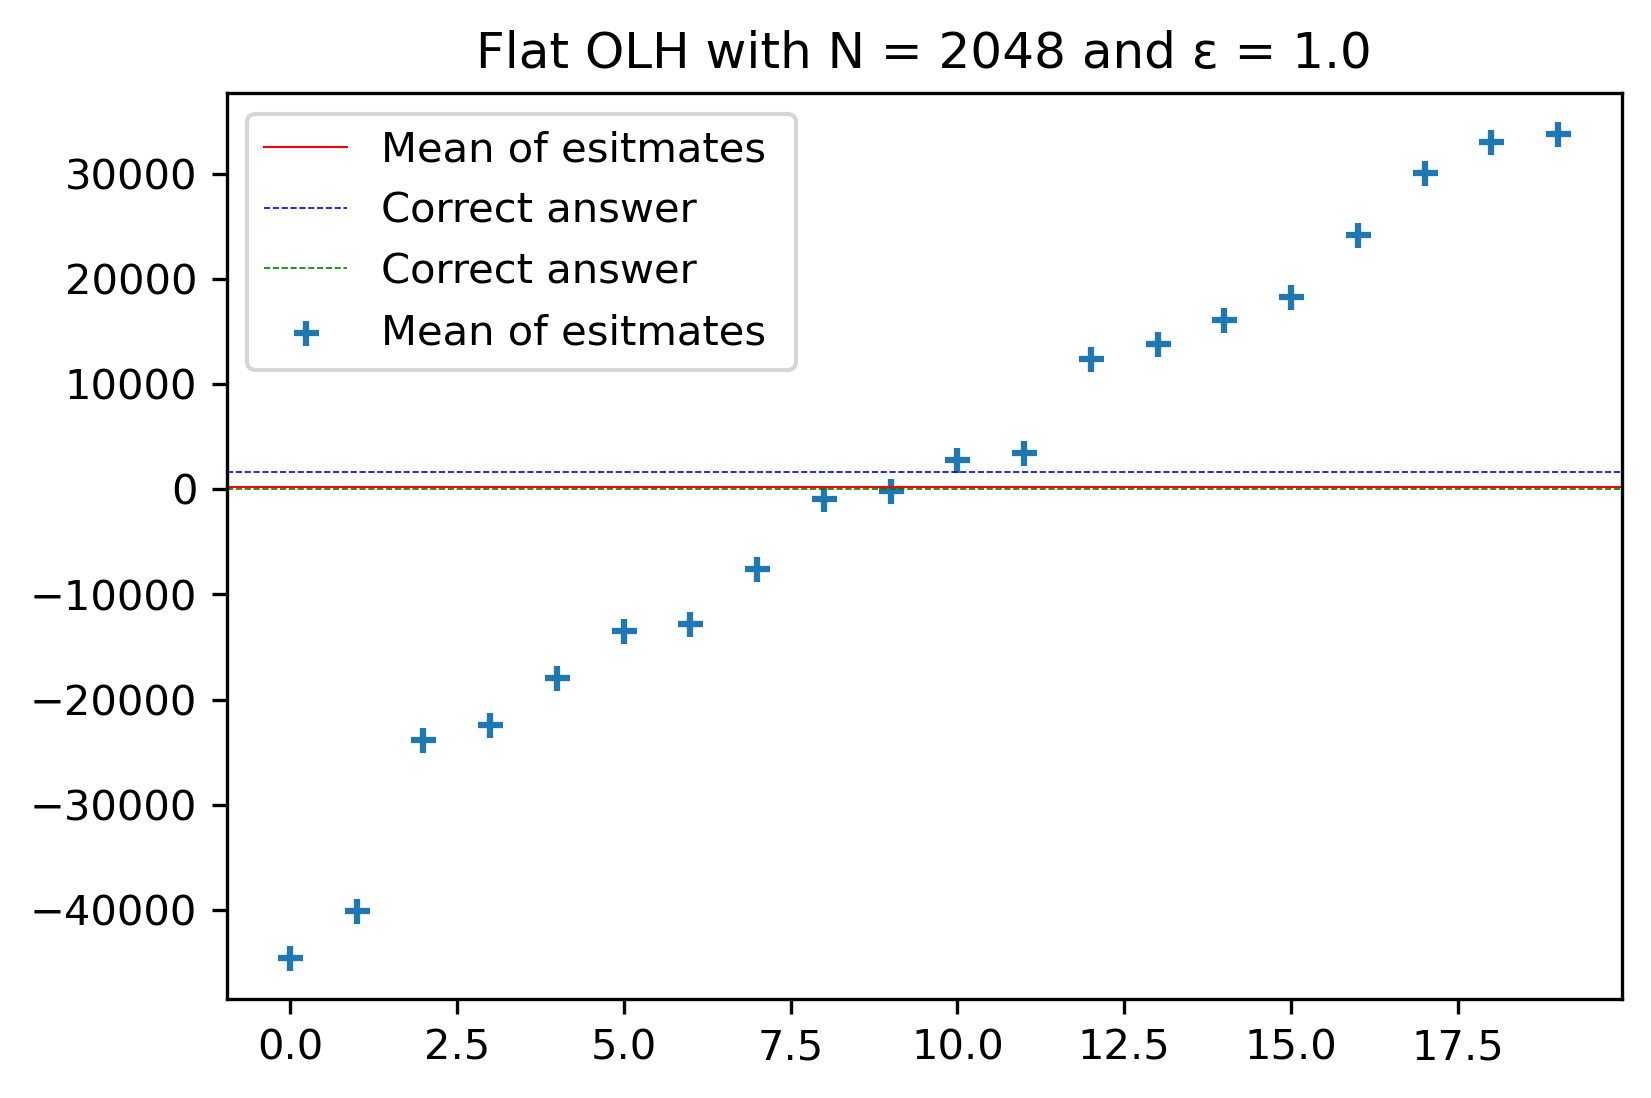 Flat OLH with N = 2048 and ε = 1.0
Mean of esitmates
Correct answer
Correct answer
Mean of esitmates
30000
20000
10000
0
−10000
−20000
−30000
−40000
0.0 2.5 5.0 7.5 10.0 12.5 15.0 17.5